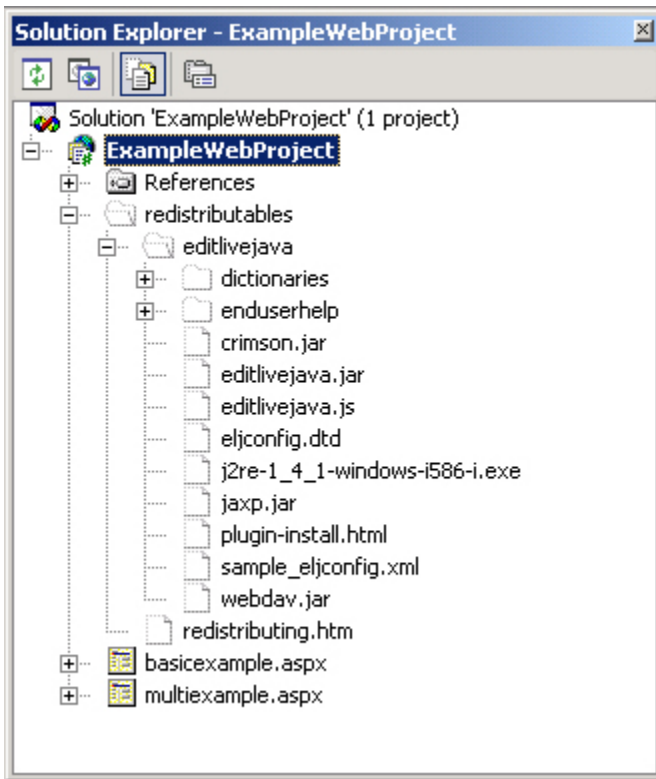 Solution Explorer - ExampleWebProject
Solution 'ExampleWebProject' (1 project)
ExampleWebProject
References
redistributables
editlivejava
dictionaries
enduserhelp
crimson.jar
editlivejava.jar
editlivejava.js
eljconfig.dtd
j2re-1_4_1-windows-i586-i.exe
jaxp.jar
plugin-install.html
sample_eljconfig.xml
webdav.jar
redistributing.htm
basicexample.aspx
multiexample.aspx